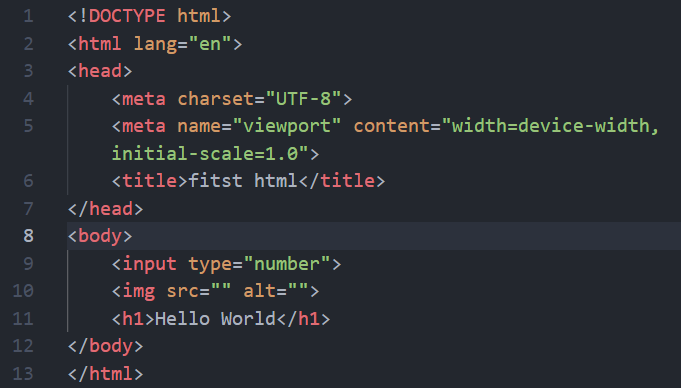 1 <!DOCTYPE html>
2 <html lang="en">
3 <head>
4 <meta charset="UTF-8">
5 <meta name="viewport" content="width=device-width,
initial-scale=1.0">
6 <title>fitst html</title>
7 </head>
8 <body>
9 <input type="number">
10 <img src="" alt="">
11 <h1>Hello World</h1>
12 </body>
13 </html>